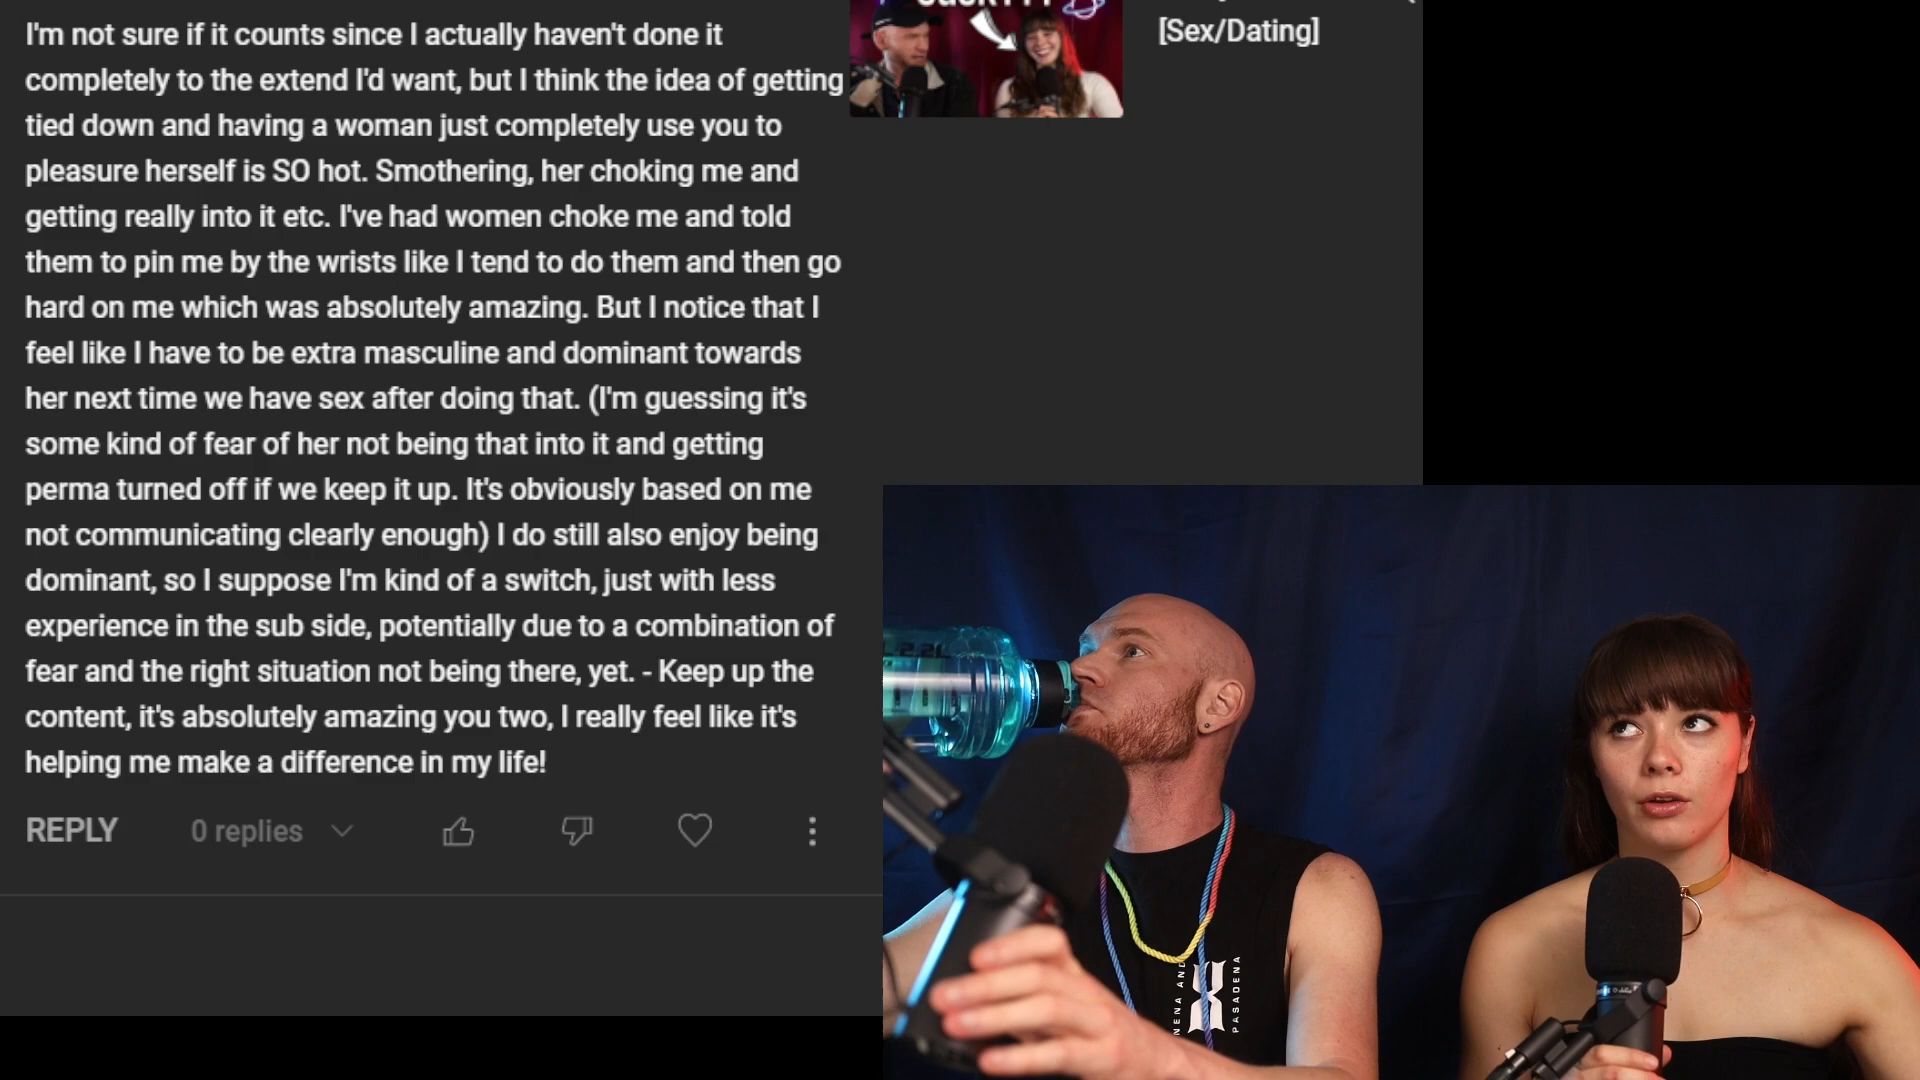 I'm not sure if it counts since I actually haven't done it
completely to the extend I'd want, but I think the idea of getting
tied down and having a woman just completely use you to
pleasure herself is SO hot. Smothering, her choking me and
getting really into it etc. I've had women choke me and told
them to pin me by the wrists like I tend to do them and then go
hard on me which was absolutely amazing. But I notice that I
feel like I have to be extra masculine and dominant towards
her next time we have sex after doing that. (I'm guessing it's
some kind of fear of her not being that into it and getting
perma turned off if we keep it up. It's obviously based on me
not communicating clearly enough) I do still also enjoy being
dominant, so I suppose I'm kind of a switch, just with less
experience in the sub side, potentially due to a combination of
fear and the right situation not being there, yet. - Keep up the
content, it's absolutely amazing you two, I really feel like it's
helping me make a difference in my life!
REPLY 0 replies
[Sex/Dating]
PASADENA